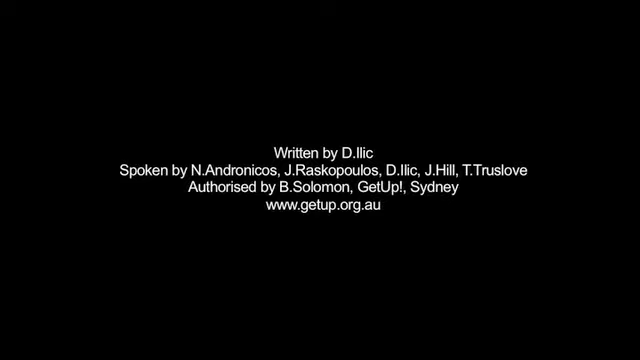 Written by D.Ilic
Spoken by N.Andronicos, J.Raskopoulos, D.Ilic, J.Hill, T.Truslove
Authorised by B.Solomon, GetUp!, Sydney
www.getup.org.au